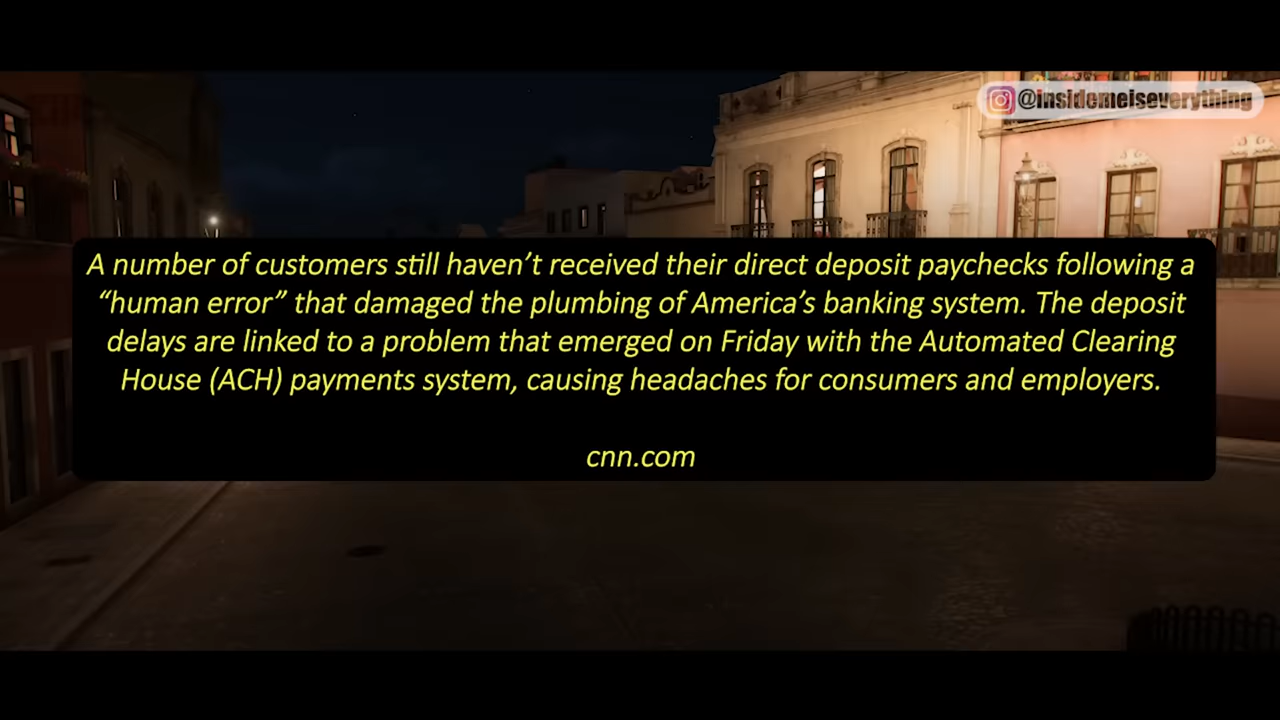 @insidemeiseverything
A number of customers still haven’t received their direct deposit paychecks following a
“human error” that damaged the plumbing of America’s banking system. The deposit
delays are linked to a problem that emerged on Friday with the Automated Clearing
House (ACH) payments system, causing headaches for consumers and employers.
cnn.com